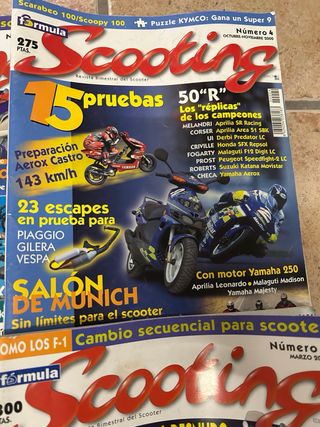 Scarabeo 100/Scoopy 100
Puzzle KYMCO: Gana un Super 9
fórmula
Número 4
OCTUBRE-NOVIEMBRE 2000
275
PTAS.
Scooting
Revista Bimestral del Scooter
15 pruebas
50"R"
Los "réplicas" de
los campeones
MELANDRI Aprilia SR Racing
CORSER Aprilia Area 51 SBK
UI Derbi Predator LC
CRIVILLE Honda SFX Repsol
FOGARTY Malaguti F12 Digit LC
PROST Peugeot Speedfight-2 LC
ROBERTS Suzuki Katana Movistar
CHECA Yamaha Aerox
Preparación
Aerox Castro
143 km/h
23 escapes
en prueba para
PIAGGIO
GILERA
VESPA
SALÓN
DE MUNICH
Sin límites para el scooter
Con motor Yamaha 250
Aprilia Leonardo • Malaguti Madison
Yamaha Majesty
OMO LOS F-1
Cambio secuencial para scoote
fórmula
Número
MARZO 20
300
PTAS.
Scooting
Bimestral del Scooter